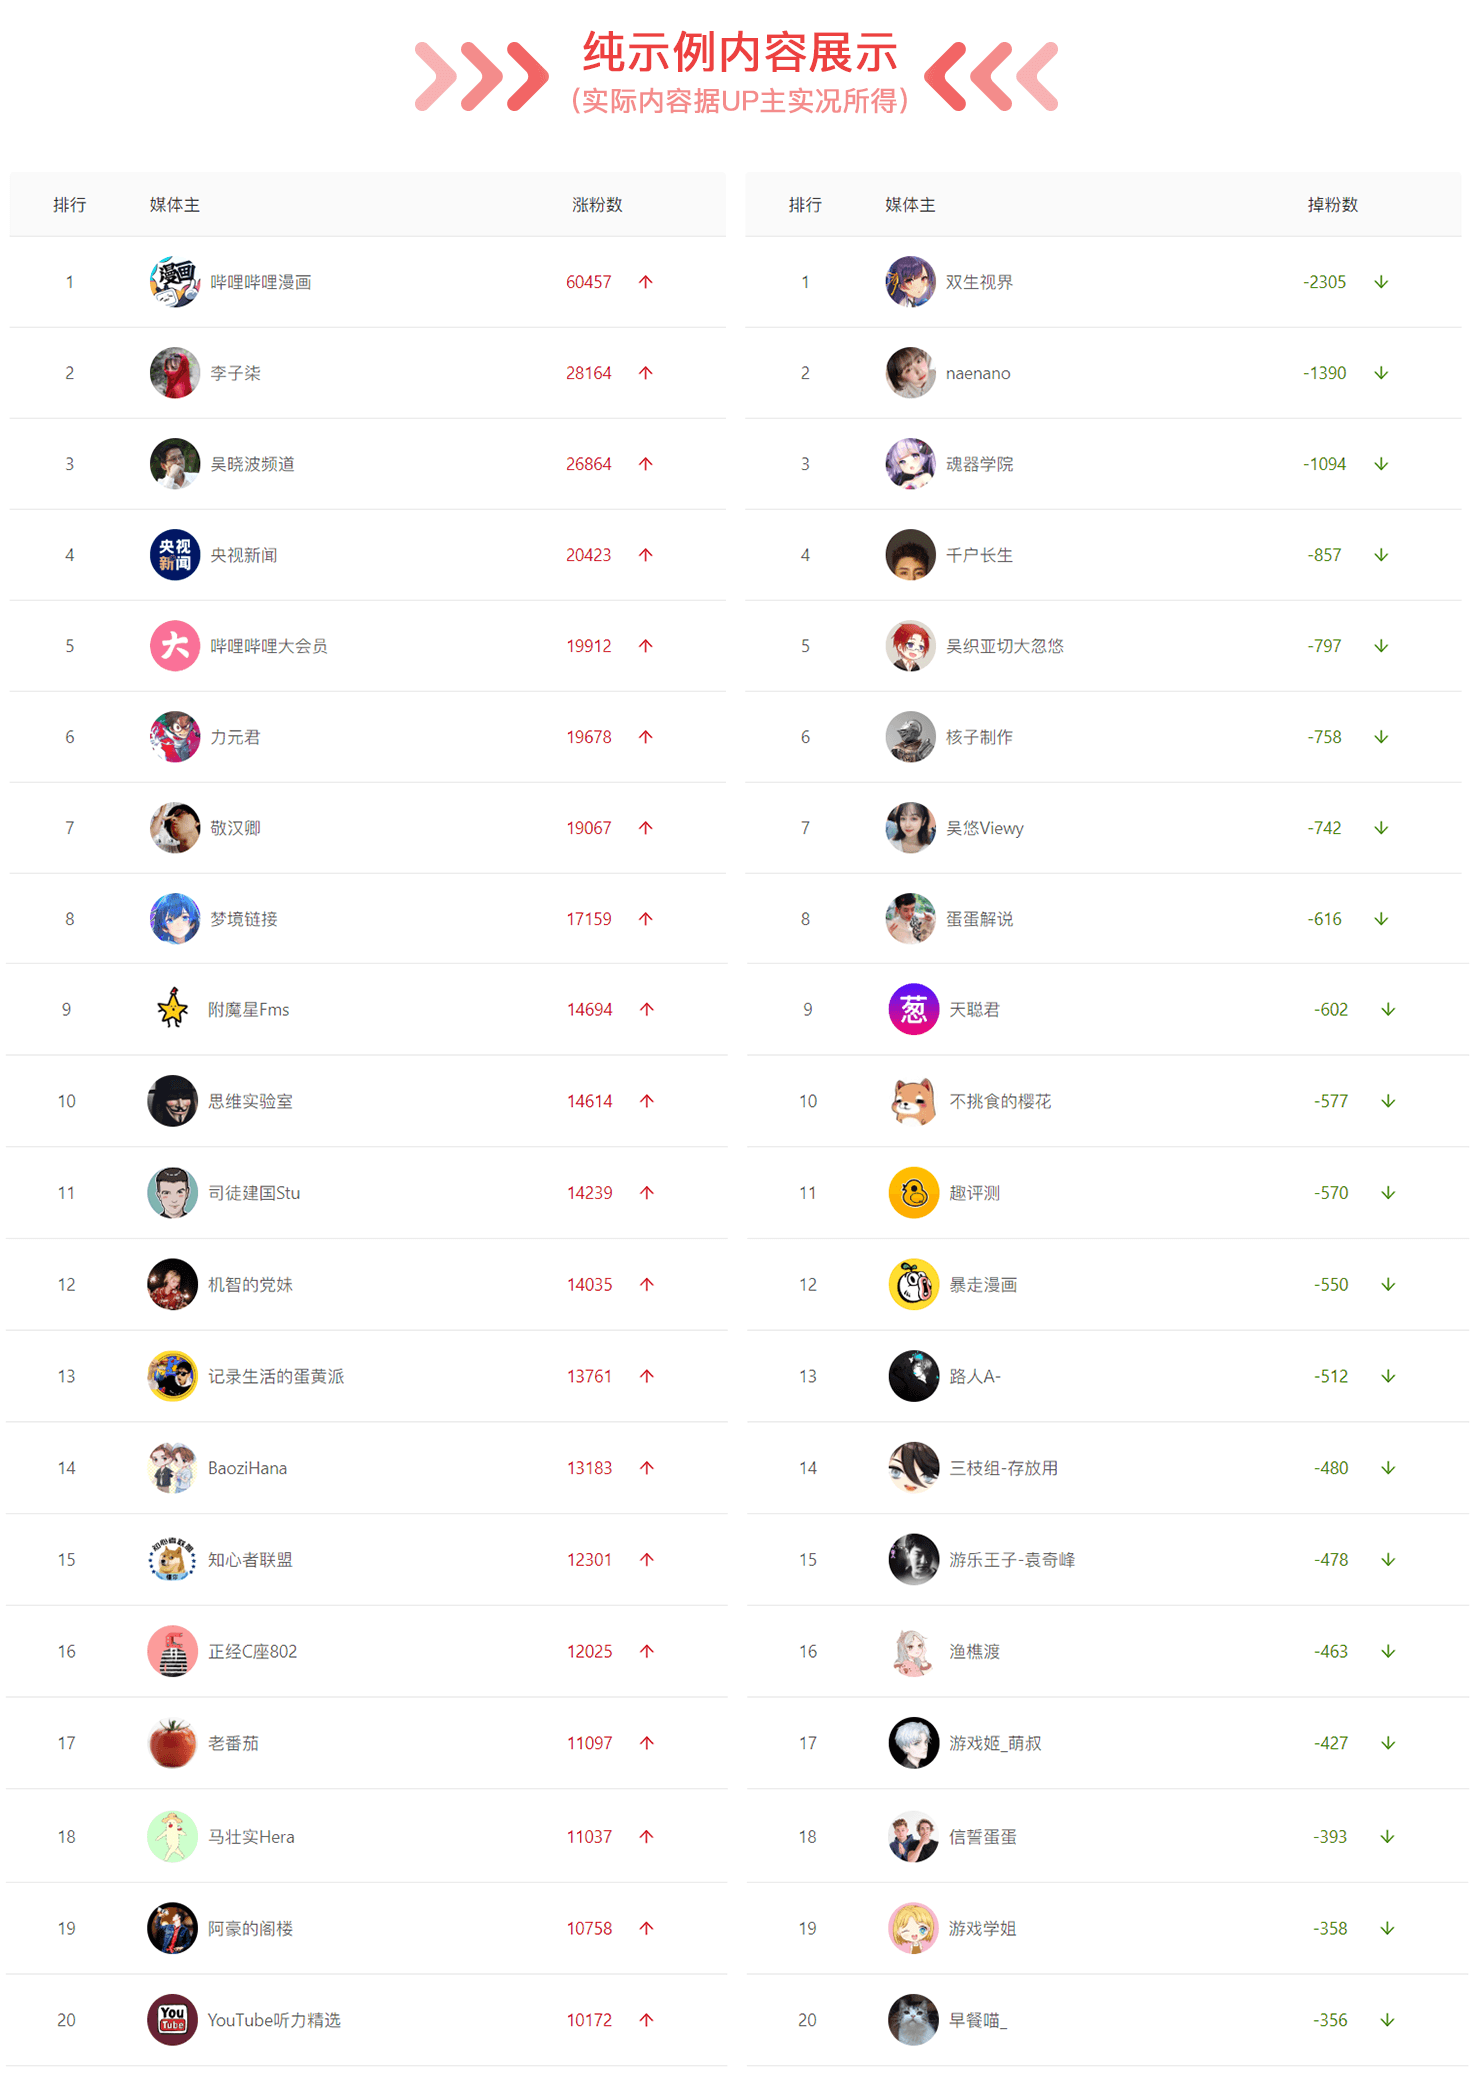 纯示例内容展示
(实际内容据UP主实况所得)
排行 媒体主 涨粉数
1 哔哩哔哩漫画 60457
2 李子柒 28164
3 吴晓波频道 26864
4 央视新闻 20423
5 哔哩哔哩大会员 19912
6 力元君 19678
7 敬汉卿 19067
8 梦境链接 17159
9 附魔星Fms 14694
10 思维实验室 14614
11 司徒建国Stu 14239
12 机智的党妹 14035
13 记录生活的蛋黄派 13761
14 BaoziHana 13183
15 知心者联盟 12301
16 正经C座802 12025
17 老番茄 11097
18 马壮实Hera 11037
19 阿豪的阁楼 10758
20 YouTube听力精选 10172
排行 媒体主 掉粉数
1 双生视界 -2305
2 naenano -1390
3 魂器学院 -1094
4 千户长生 -857
5 吴织亚切大忽悠 -797
6 核子制作 -758
7 吴悠Viewy -742
8 蛋蛋解说 -616
9 天聪君 -602
10 不挑食的樱花 -577
11 趣评测 -570
12 暴走漫画 -550
13 路人A- -512
14 三枝组-存放用 -480
15 游乐王子-袁奇峰 -478
16 渔樵渡 -463
17 游戏姬_萌叔 -427
18 信誓蛋蛋 -393
19 游戏学姐 -358
20 早餐喵_ -356
漫画
央视
新闻
大
葱
知心者联盟
You
Tube